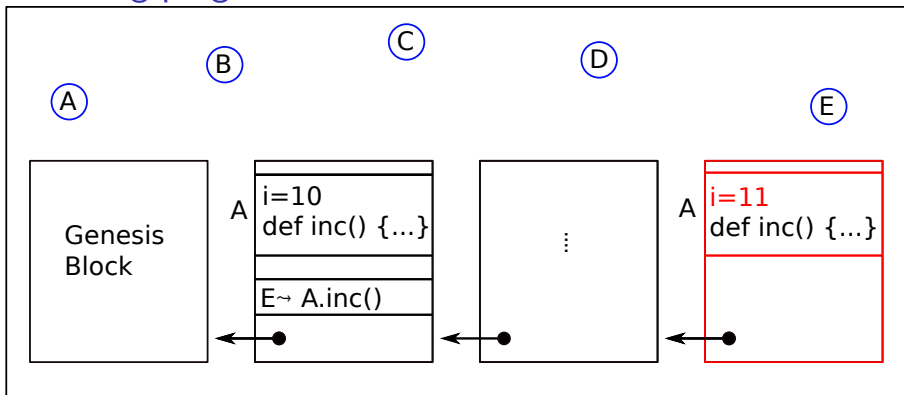 A
B
C
D
E
Genesis
Block
A
i=10
def inc() {...}
E⤳ A.inc()
⋮
A
i=11
def inc() {...}